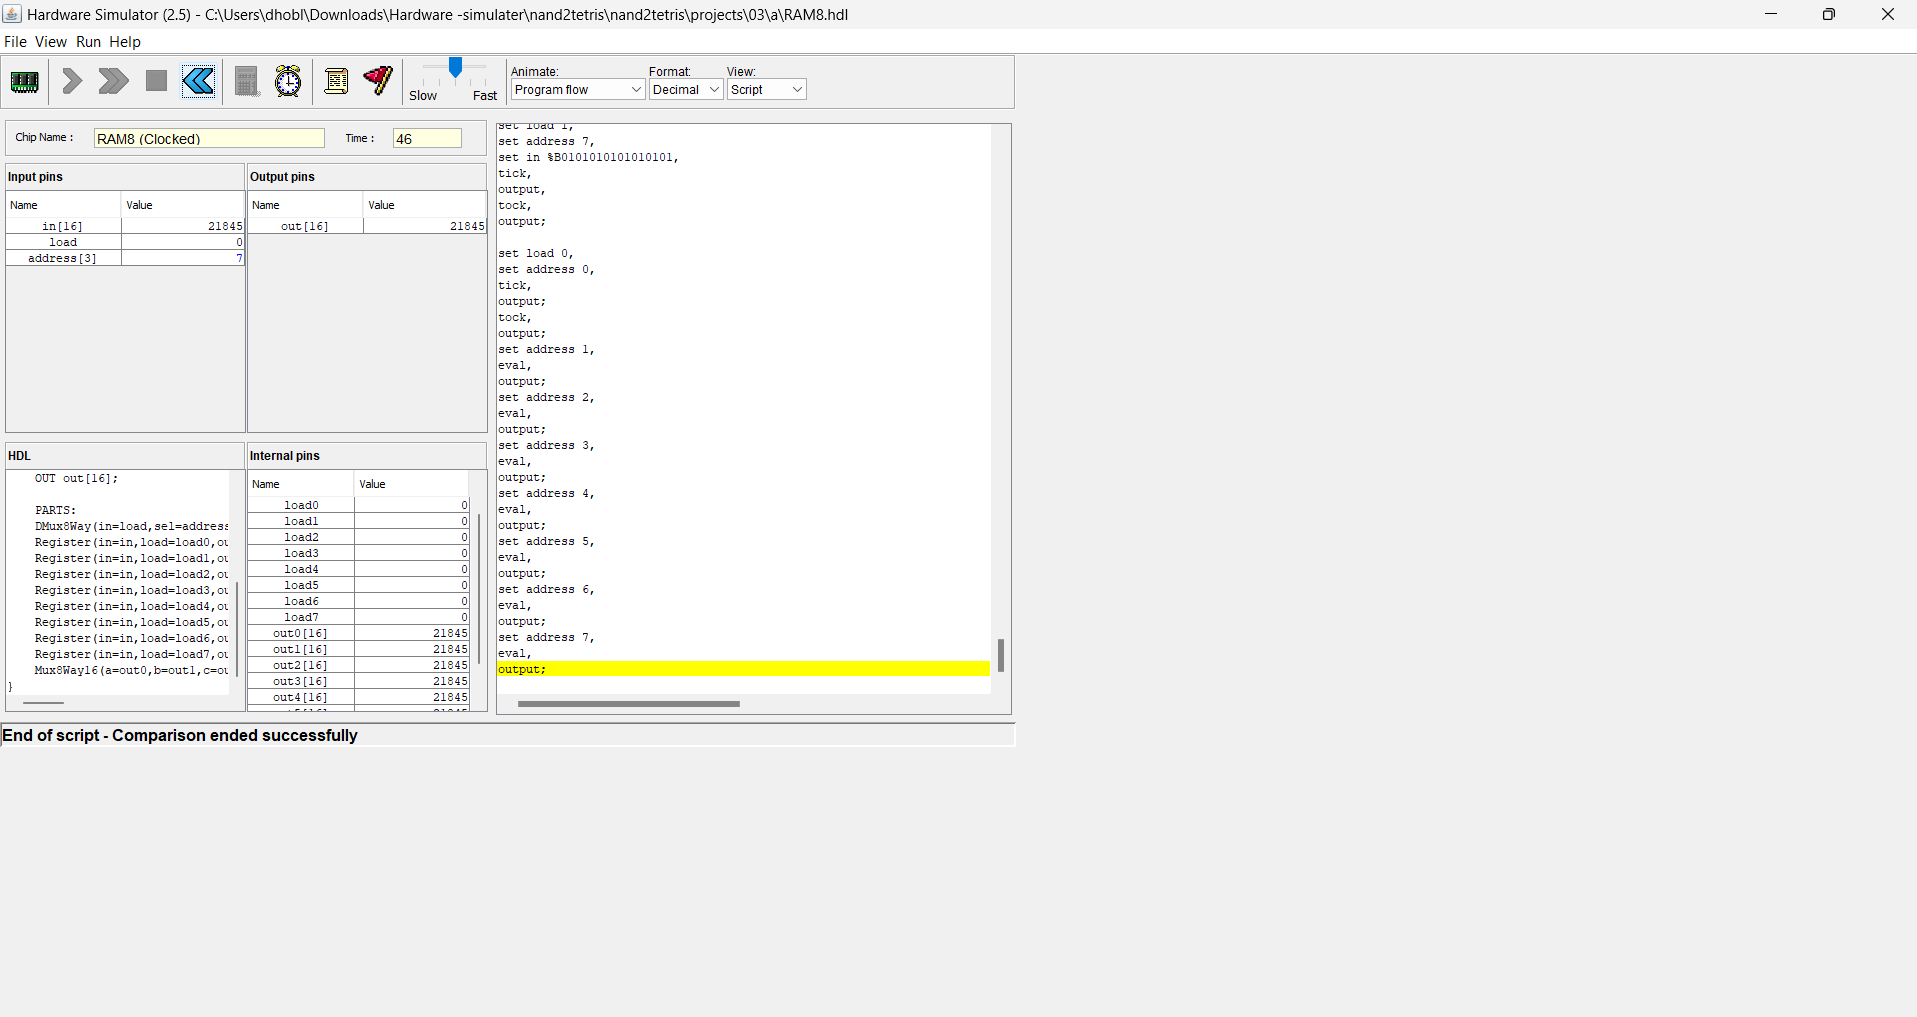 Hardware Simulator (2.5) - C:\Users\dhobl\Downloads\Hardware -simulater\nand2tetris\nand2tetris\projects\03\a\RAM8.hdl
File View Run Help
Slow Fast
Animate: Format: View:
Program flow Decimal Script
Chip Name : RAM8 (Clocked) Time : 46
Input pins
Name Value
in[16] 21845
load 0
address[3] 7
Output pins
Name Value
out[16] 21845
HDL
OUT out[16];
PARTS:
DMux8Way(in=load,sel=address
Register(in=in,load=load0,ou
Register(in=in,load=load1,ou
Register(in=in,load=load2,ou
Register(in=in,load=load3,ou
Register(in=in,load=load4,ou
Register(in=in,load=load5,ou
Register(in=in,load=load6,ou
Register(in=in,load=load7,ou
Mux8Way16(a=out0,b=out1,c=ou
}
Internal pins
Name Value
load0 0
load1 0
load2 0
load3 0
load4 0
load5 0
load6 0
load7 0
out0[16] 21845
out1[16] 21845
out2[16] 21845
out3[16] 21845
out4[16] 21845
set load 1,
set address 7,
set in %B0101010101010101,
tick,
output,
tock,
output;
set load 0,
set address 0,
tick,
output;
tock,
output;
set address 1,
eval,
output;
set address 2,
eval,
output;
set address 3,
eval,
output;
set address 4,
eval,
output;
set address 5,
eval,
output;
set address 6,
eval,
output;
set address 7,
eval,
output;
End of script - Comparison ended successfully